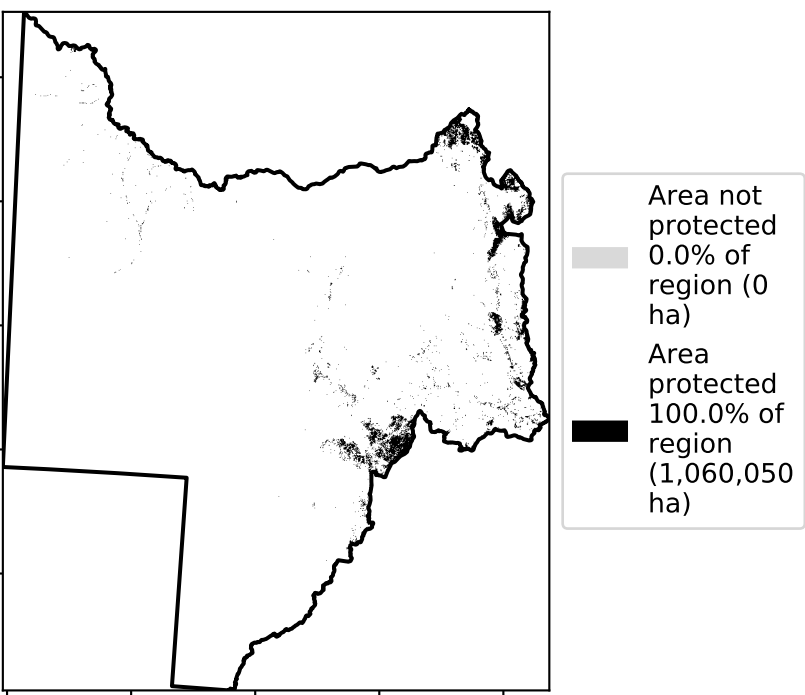 Area not
protected
0.0% of
region (0
ha)
Area
protected
100.0% of
region
(1,060,050
ha)